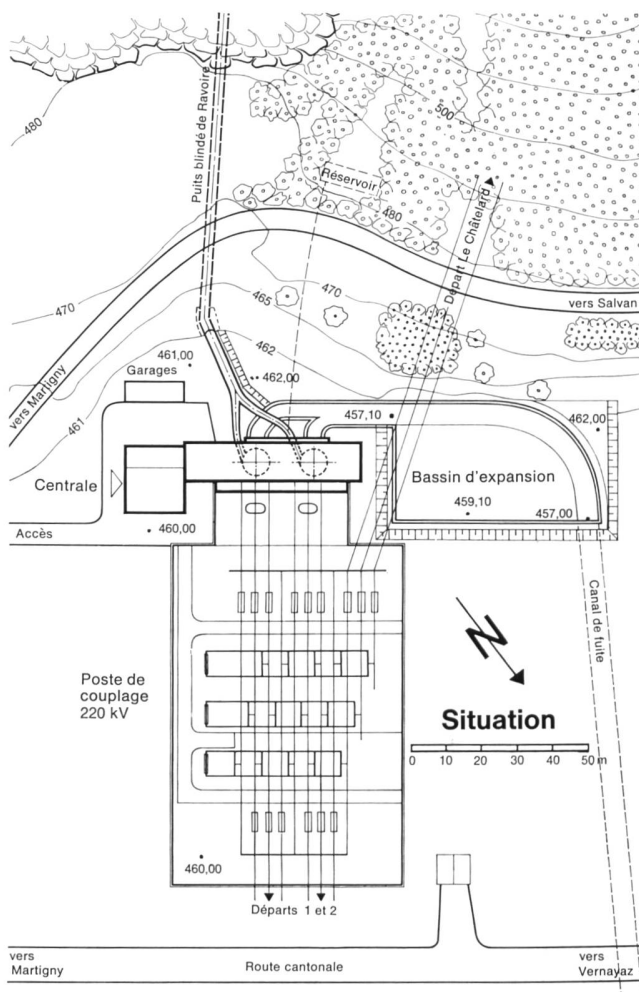 480
Puits blindé de Ravoire
500
Réservoir
480
Départ Le Châtelard
470
465
470
vers Salvan
461,00
462
Garages
462,00
vers Martigny
461
457,10
462,00
Centrale
Bassin d'expansion
459,10
457,00
Accès
460,00
Canal de fuite
N
Poste de
couplage
220 kV
Situation
0 10 20 30 40 50 m
460,00
Départs 1 et 2
vers
Martigny
Route cantonale
vers
Vernayaz